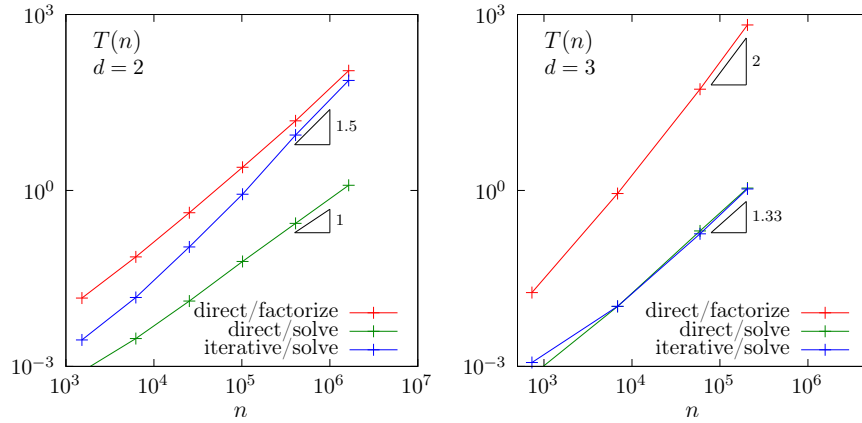 10^3
T(n)
d = 2
1.5
10^0
1
direct/factorize
direct/solve
iterative/solve
10^{-3}
10^3 10^4 10^5 10^6 10^7
n
10^3
T(n)
d = 3
2
10^0
1.33
direct/factorize
direct/solve
iterative/solve
10^{-3}
10^3 10^4 10^5 10^6
n